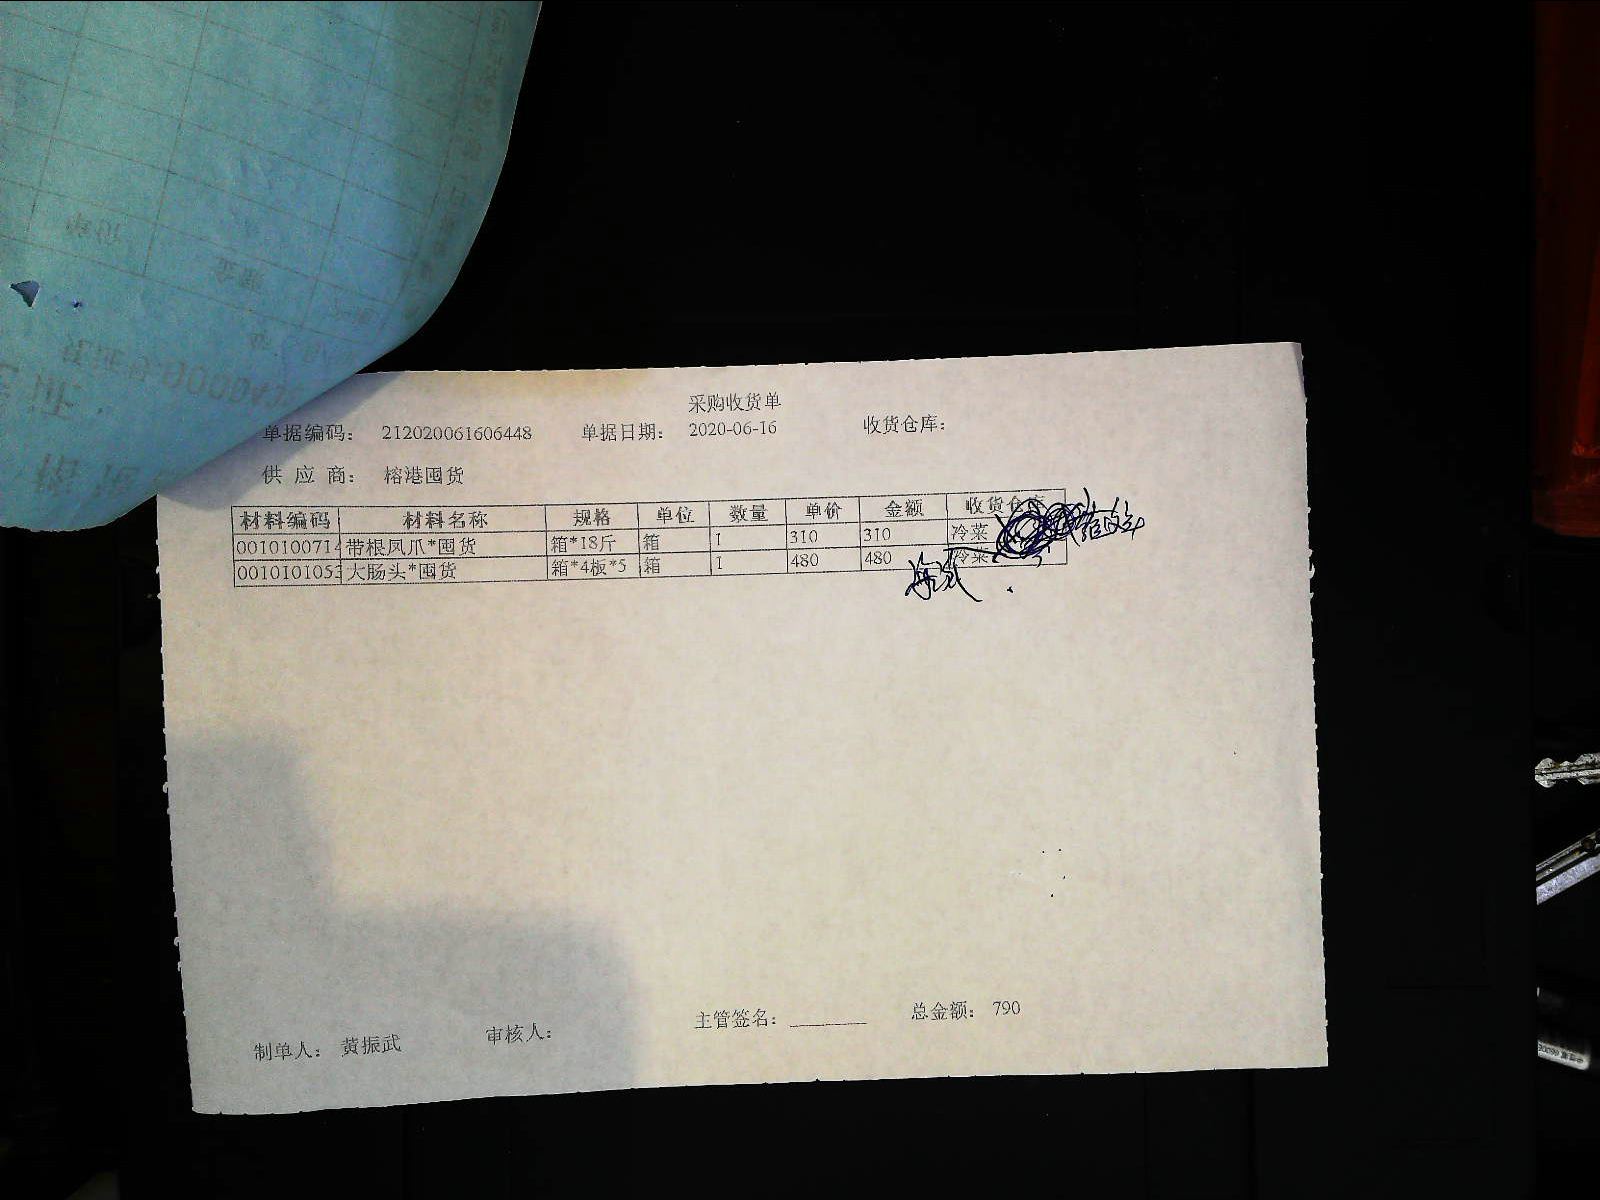 采购收货单
单据编码: 212020061606448 单据日期: 2020-06-16 收货仓库:
供 应 商: 榕港囤货
材料编码 材料名称 规格 单位 数量 单价 金额 收货仓库
0010100714 带根凤爪*囤货 箱*18斤 箱 1 310 310 冷菜
0010101053 大肠头*囤货 箱*4板*5 箱 1 480 480 冷菜
主管签名: 总金额: 790
制单人: 黄振武 审核人: